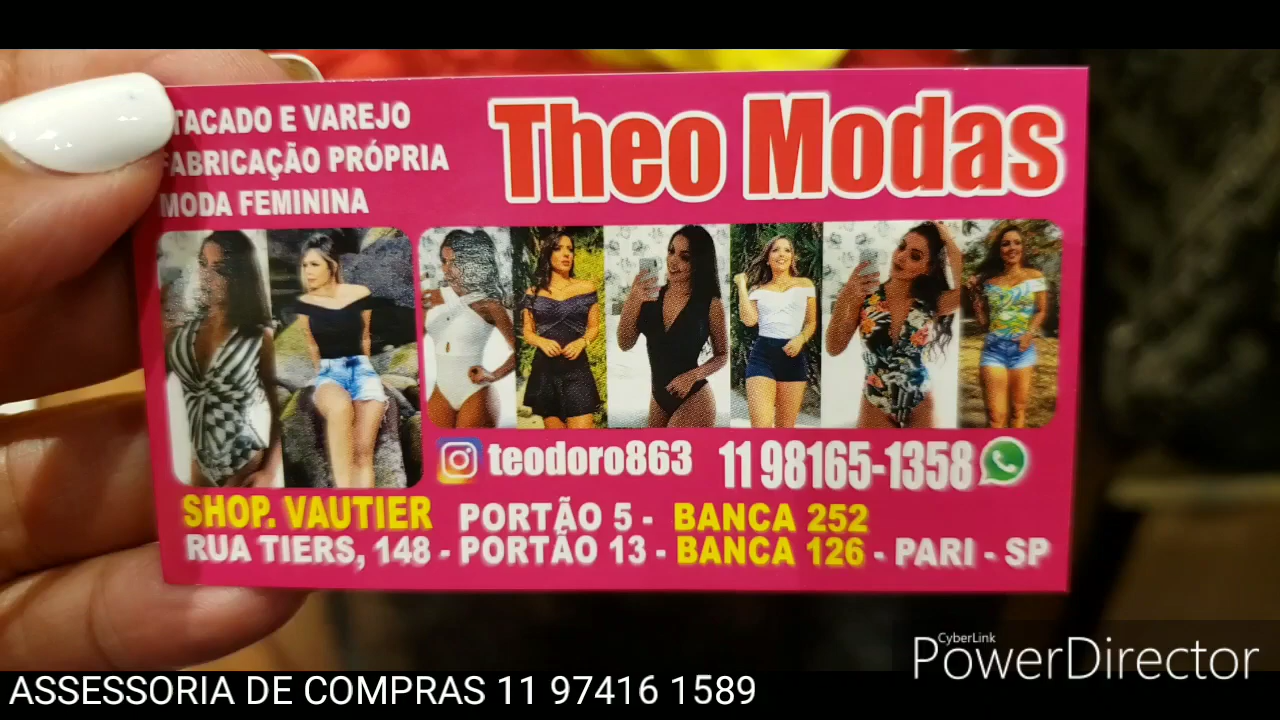 TACADO E VAREJO
FABRICAÇÃO PRÓPRIA
MODA FEMININA
Theo Modas
teodoro863
11 98165-1358
SHOP. VAUTIER PORTÃO 5 - BANCA 252
RUA TIERS, 148 - PORTÃO 13 - BANCA 126 - PARI - SP
CyberLink
PowerDirector
ASSESSORIA DE COMPRAS 11 97416 1589